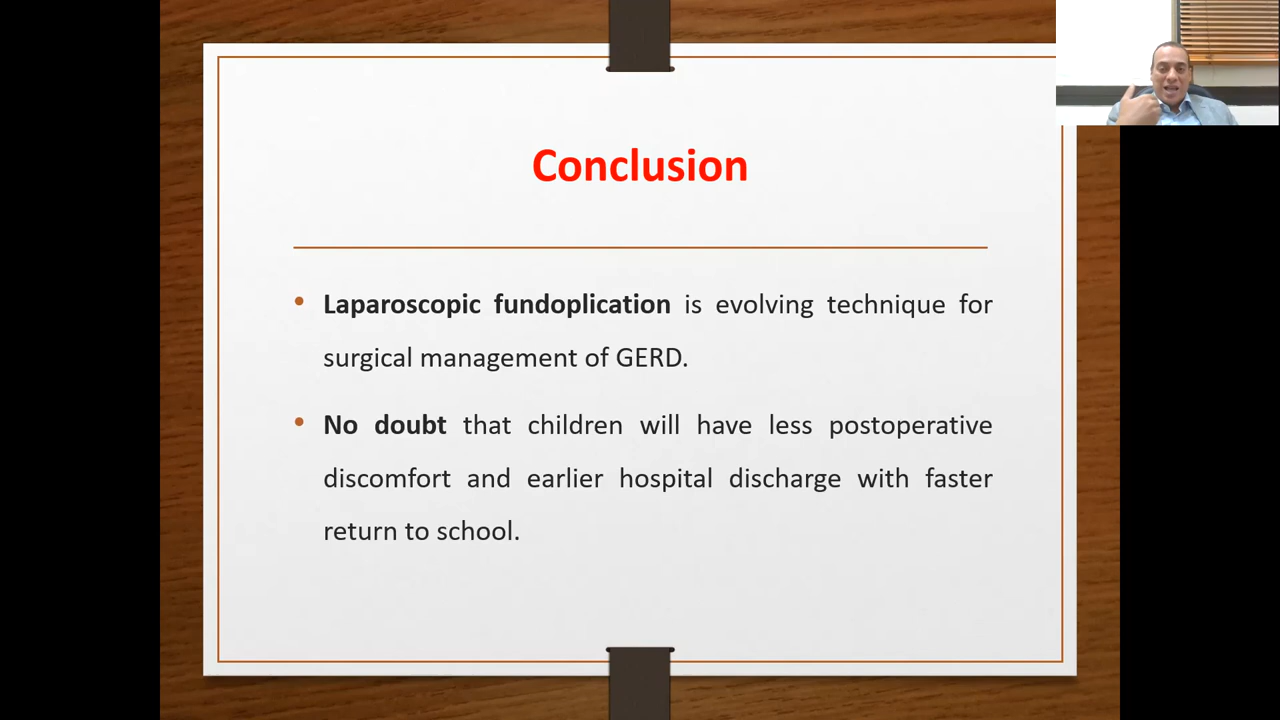 Conclusion
• Laparoscopic fundoplication is evolving technique for
surgical management of GERD.
• No doubt that children will have less postoperative
discomfort and earlier hospital discharge with faster
return to school.